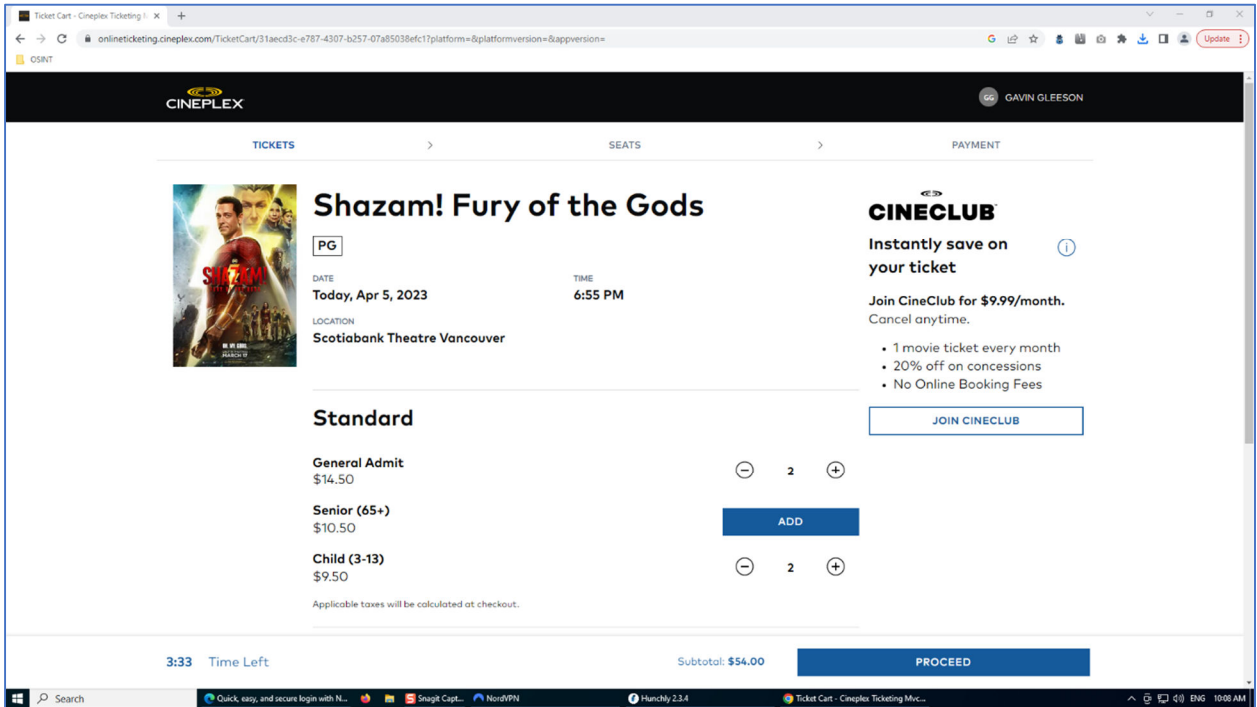 Ticket Cart - Cineplex Ticketing M
onlineticketing.cineplex.com/TicketCart/31aecd3c-e787-4307-b257-07a85038efc1?platform=&platformversion=&appversion=
Update
OSINT
CINEPLEX
GG GAVIN GLEESON
TICKETS > SEATS > PAYMENT
Shazam! Fury of the Gods
PG
DATE
Today, Apr 5, 2023
TIME
6:55 PM
LOCATION
Scotiabank Theatre Vancouver
SHAZAM!
MARCH 17
CINECLUB
Instantly save on
your ticket
Join CineClub for $9.99/month.
Cancel anytime.
• 1 movie ticket every month
• 20% off on concessions
• No Online Booking Fees
JOIN CINECLUB
Standard
General Admit
$14.50
2
Senior (65+)
$10.50
ADD
Child (3-13)
$9.50
2
Applicable taxes will be calculated at checkout.
3:33 Time Left
Subtotal: $54.00
PROCEED
Search
Quick, easy, and secure login with N...
Snagit Capt...
NordVPN
Hunchly 2.3.4
Ticket Cart - Cineplex Ticketing Mvc...
ENG 10:08 AM